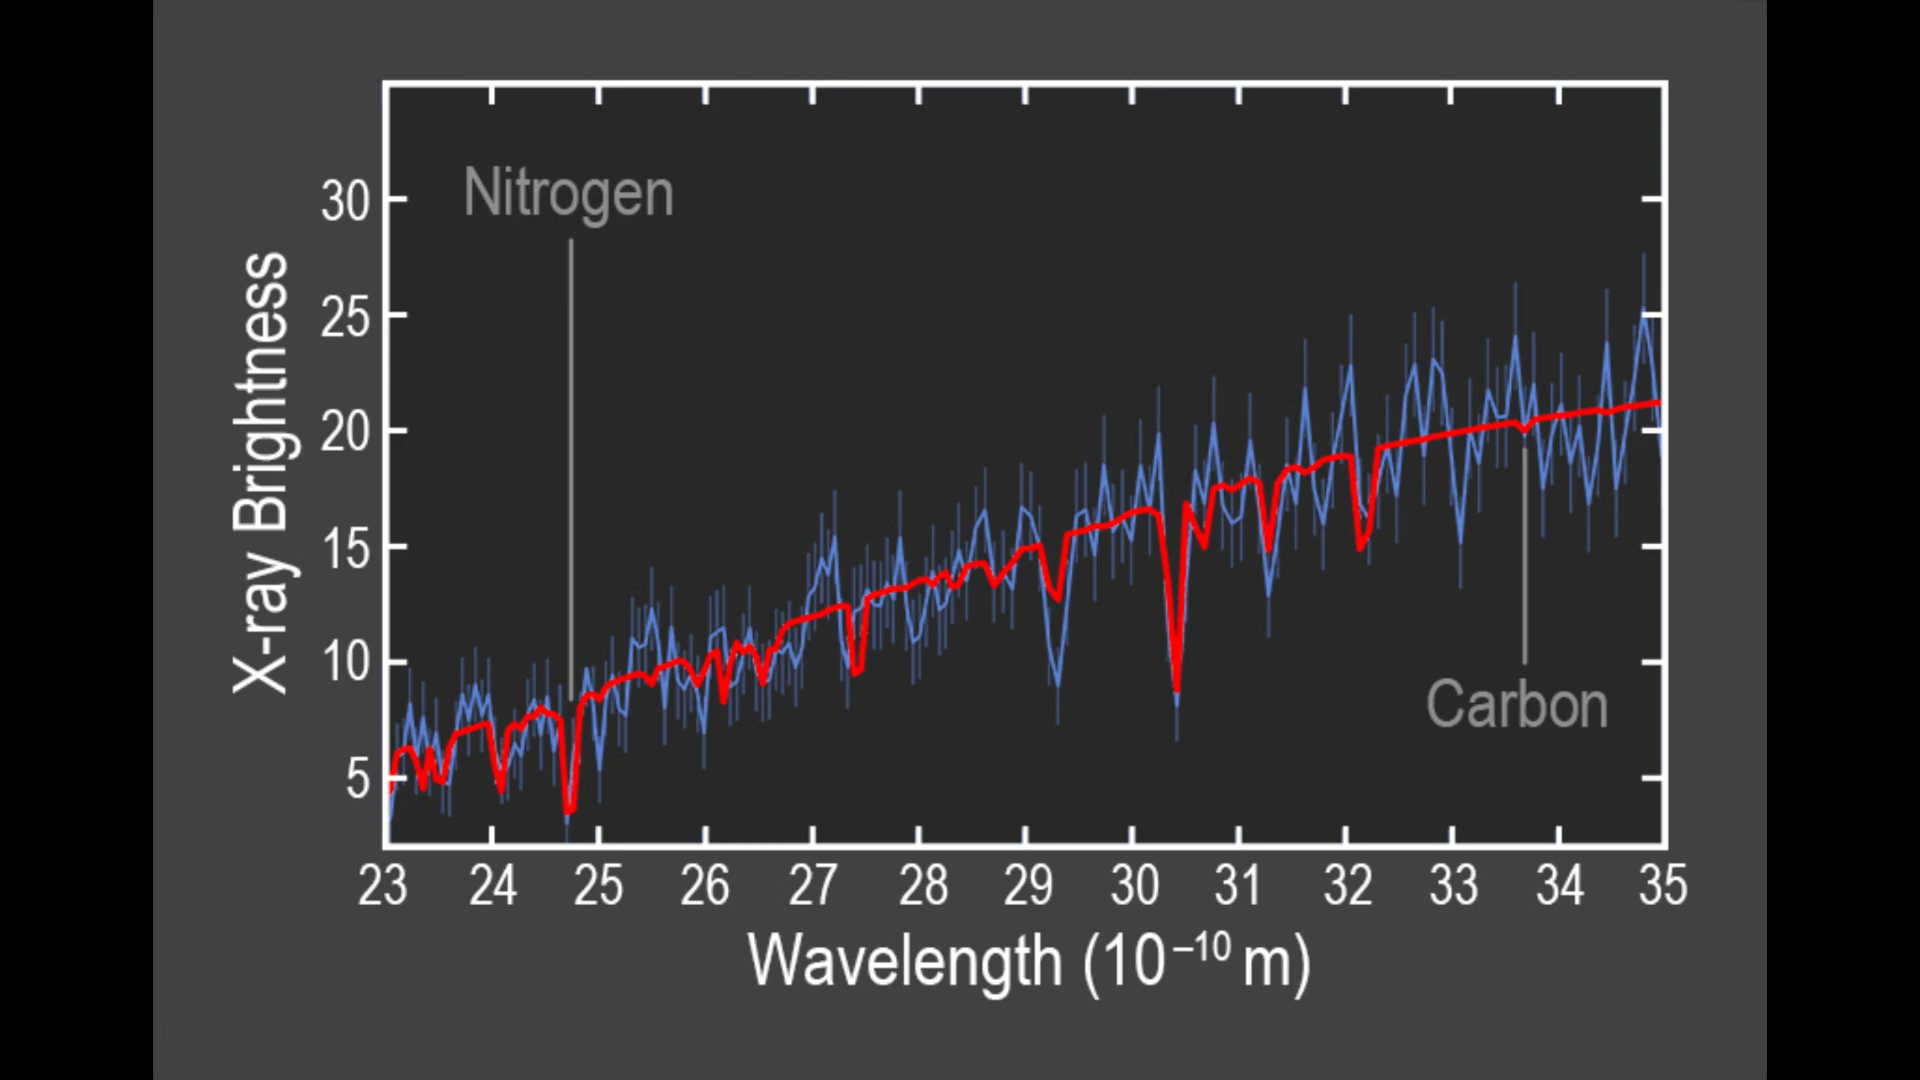 Nitrogen
30
25
20
15
10
5
X-ray Brightness
Carbon
23 24 25 26 27 28 29 30 31 32 33 34 35
Wavelength (10⁻¹⁰ m)